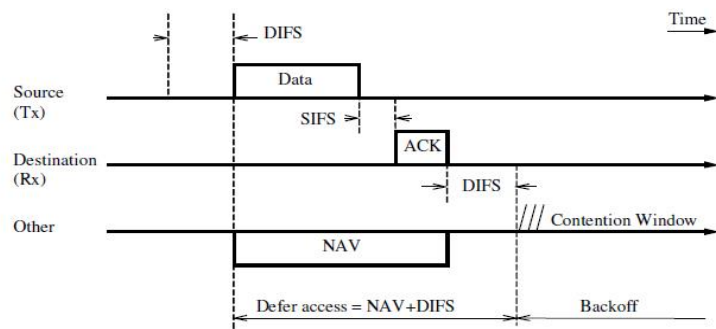 Time
DIFS
Data
Source
(Tx)
SIFS
ACK
Destination
(Rx)
DIFS
Other
Contention Window
NAV
Defer access = NAV+DIFS
Backoff